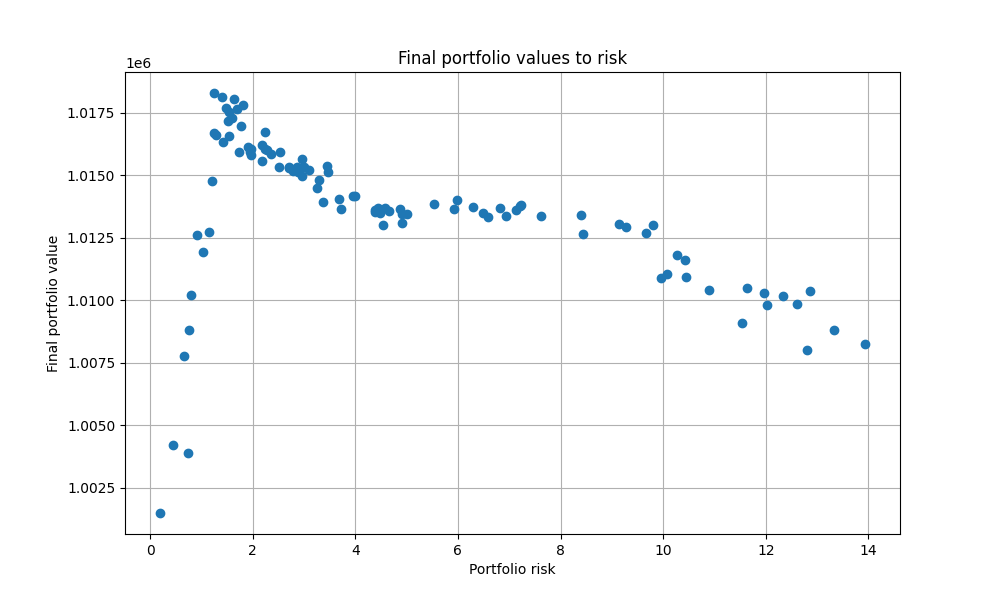 Final portfolio values to risk
1e6
1.0175
1.0150
1.0125
1.0100
1.0075
1.0050
1.0025
Final portfolio value
0 2 4 6 8 10 12 14
Portfolio risk